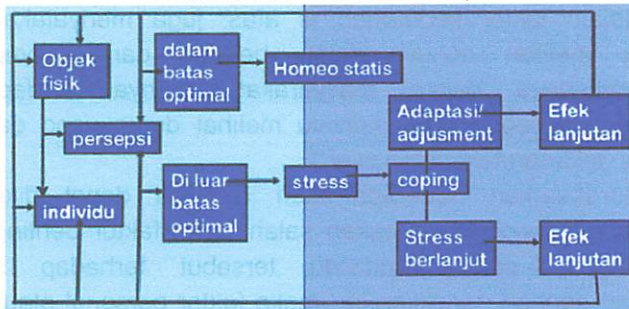 Objek
fisik
persepsi
individu
dalam
batas
optimal
Homeo statis
Di luar
batas
optimal
stress
coping
Adaptasi/
adjusment
Efek
lanjutan
Stress
berlanjut
Efek
lanjutan